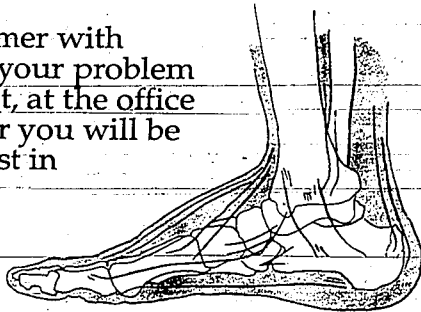 mer with
your problem
t, at the office
r you will be
st in